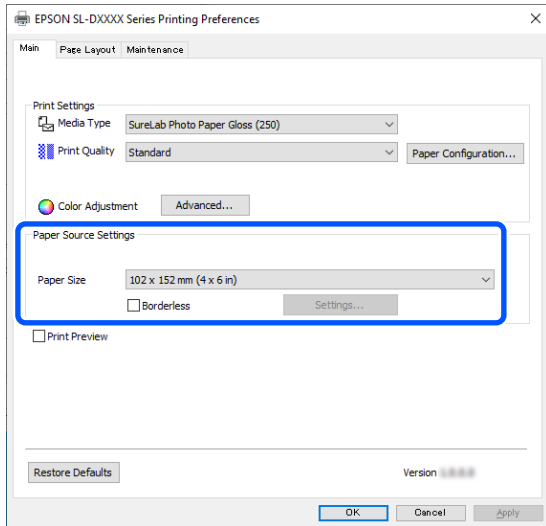 EPSON SL-DXXXX Series Printing Preferences
Main Page Layout Maintenance
Print Settings
Media Type SureLab Photo Paper Gloss (250)
Print Quality Standard Paper Configuration...
Color Adjustment Advanced...
Paper Source Settings
Paper Size 102 x 152 mm (4 x 6 in)
Borderless Settings...
Print Preview
Restore Defaults Version
OK Cancel Apply